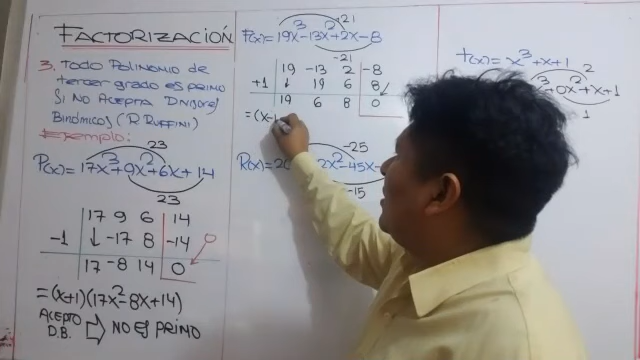 FACTORIZACIÓN
3. TODO POLINOMIO DE
TERCER GRADO ES PRIMO
SI NO ACEPTA DIVISORES
BINÓMICOS (R. RUFFINI)
EJEMPLO:
23
P(x)= 17x³+9x²+6x+14
23
17 9 6 14
-1 ↓ -17 8 -14 0
17 -8 14 0
=(x+1)(17x²-8x+14)
ACEPTO
D.B. ⇒ NO ES PRIMO
-21
F(x)= 19x³-13x²+2x-8
-21
19 -13 2 -8
+1 ↓ 19 6 8
19 6 8 0
=(x-1
-25
R(x)=20 2x²-45x-
-15
t(x)= x³+x+1
2
x³ 0x²+x+1
1